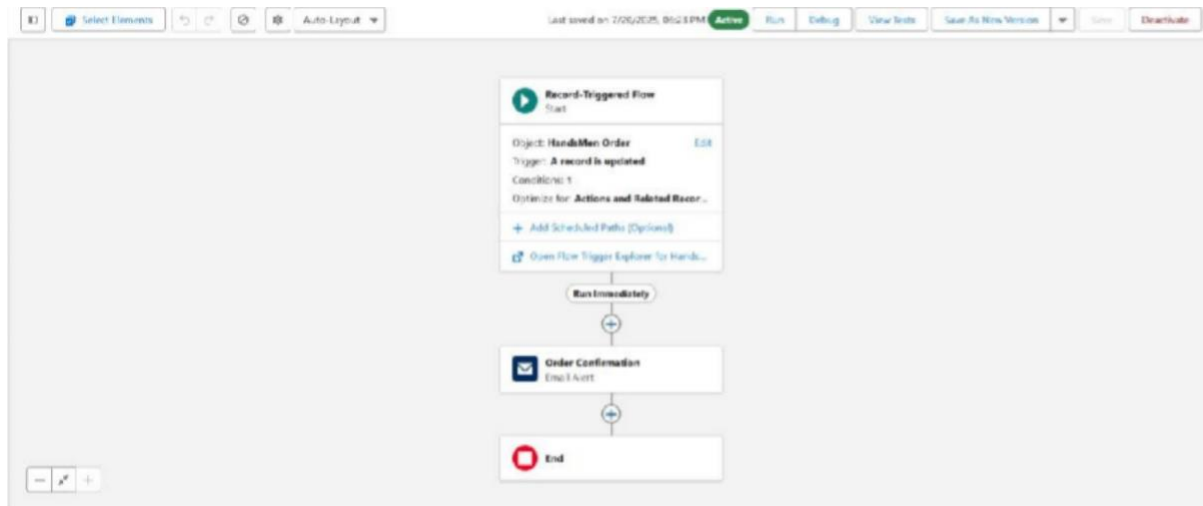 Select Elements
Auto-Layout
Last saved on 7/20/2025, 06:23 PM Active Run Debug View Tests Save As New Version Save Deactivate
Record-Triggered Flow
Start
Object: HandsMen Order Edit
Trigger: A record is updated
Conditions: 1
Optimize for: Actions and Related Recor...
+ Add Scheduled Paths (Optional)
Open Flow Trigger Explorer for Hands...
Run Immediately
Order Confirmation
Email Alert
End